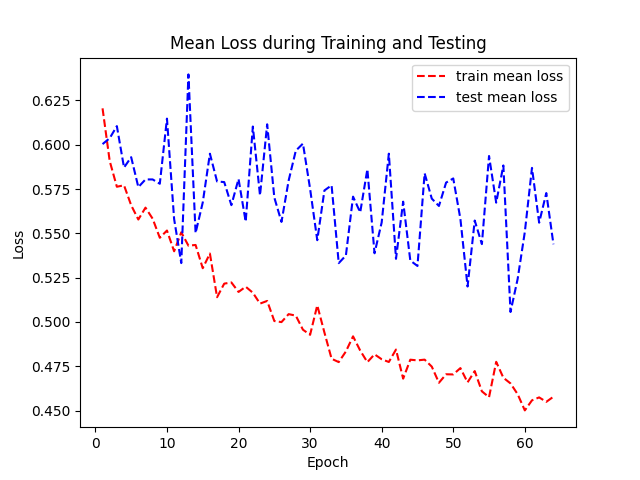 Mean Loss during Training and Testing
train mean loss
test mean loss
Loss
0.625
0.600
0.575
0.550
0.525
0.500
0.475
0.450
0 10 20 30 40 50 60
Epoch